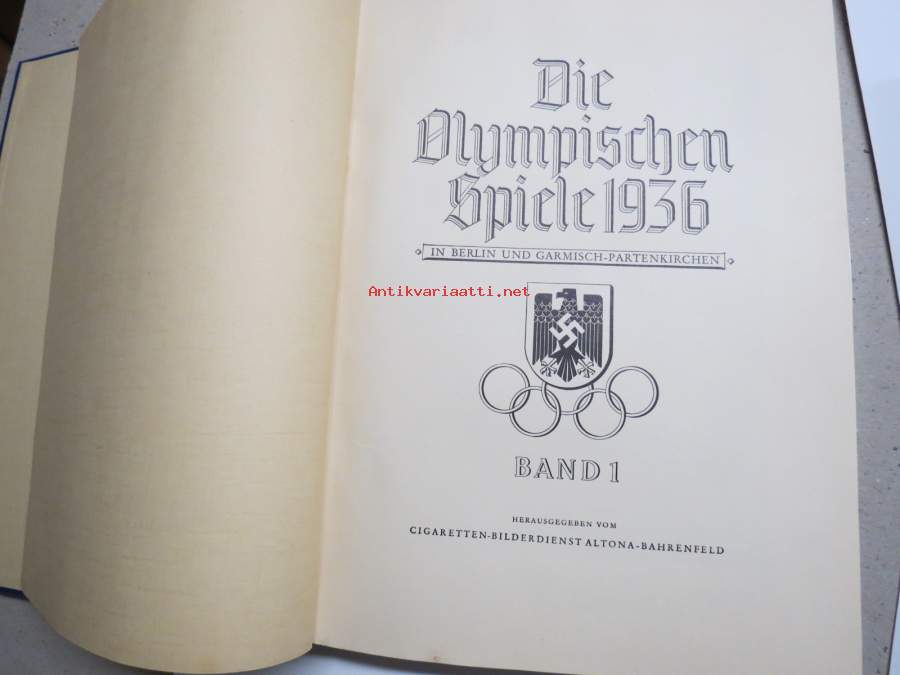 Die
Olympischen
Spiele 1936
IN BERLIN UND GARMISCH-PARTENKIRCHEN
Antikvariaatti.net
BAND 1
HERAUSGEGEBEN VOM
CIGARETTEN-BILDERDIENST ALTONA-BAHRENFELD